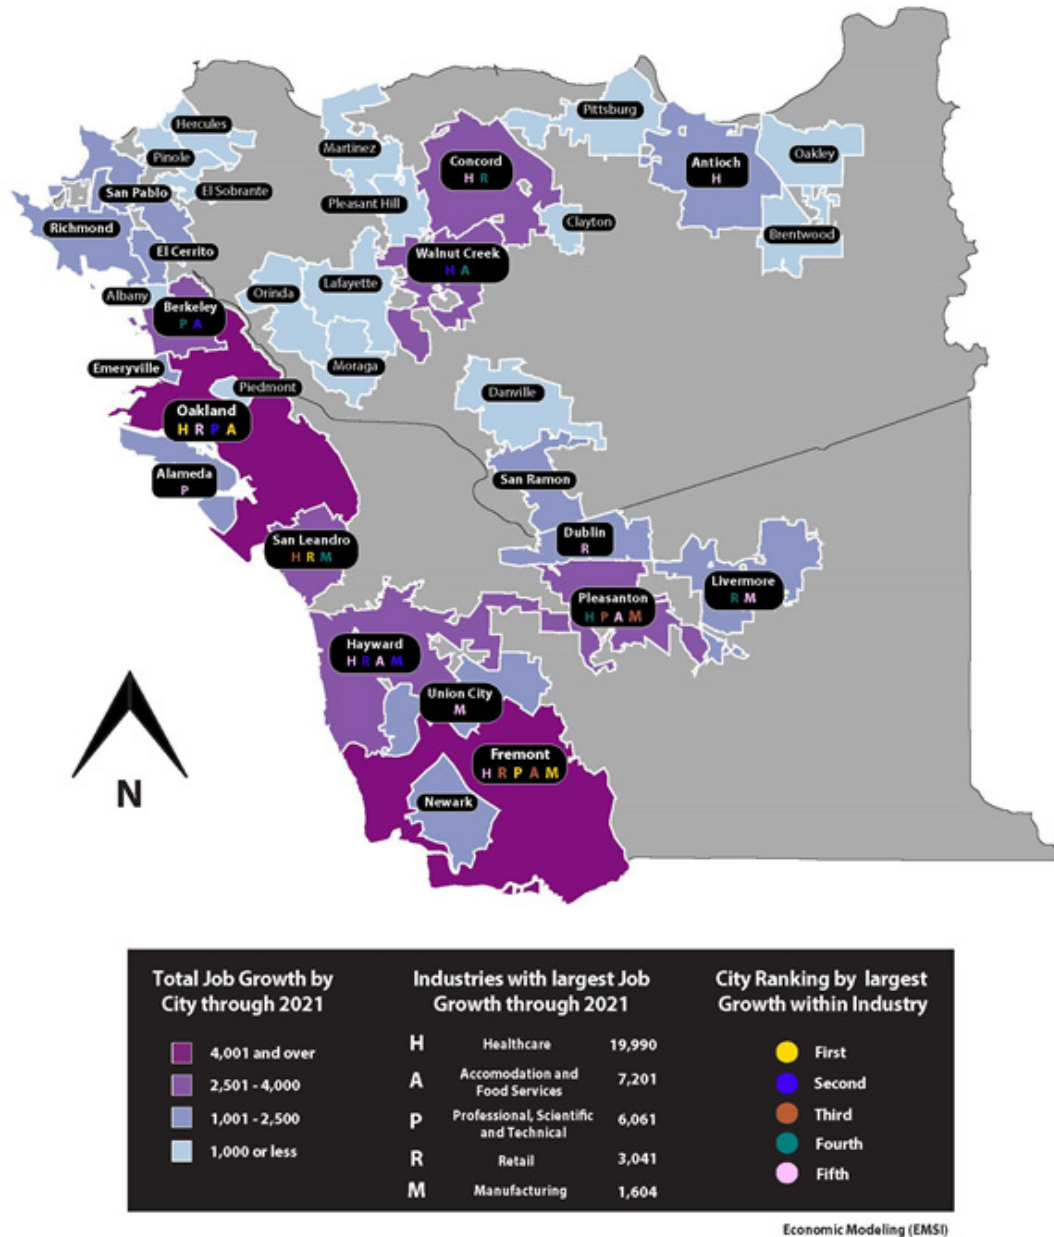 Hercules
Pinole
San Pablo
El Sobrante
Richmond
El Cerrito
Albany
Berkeley
P A
Emeryville
Piedmont
Oakland
H R P A
Alameda
P
San Leandro
H R M
Martinez
Pleasant Hill
Concord
H R
Clayton
Walnut Creek
H A
Orinda
Lafayette
Moraga
Pittsburg
Antioch
H
Oakley
Brentwood
Danville
San Ramon
Dublin
R
Livermore
R M
Pleasanton
H P A M
Hayward
H R A M
Union City
M
Fremont
H R P A M
Newark
N
Total Job Growth by
City through 2021
4,001 and over
2,501 - 4,000
1,001 - 2,500
1,000 or less
Industries with largest Job
Growth through 2021
H Healthcare 19,990
A Accomodation and
Food Services 7,201
P Professional, Scientific
and Technical 6,061
R Retail 3,041
M Manufacturing 1,604
City Ranking by largest
Growth within Industry
First
Second
Third
Fourth
Fifth
Economic Modeling (EMSI)